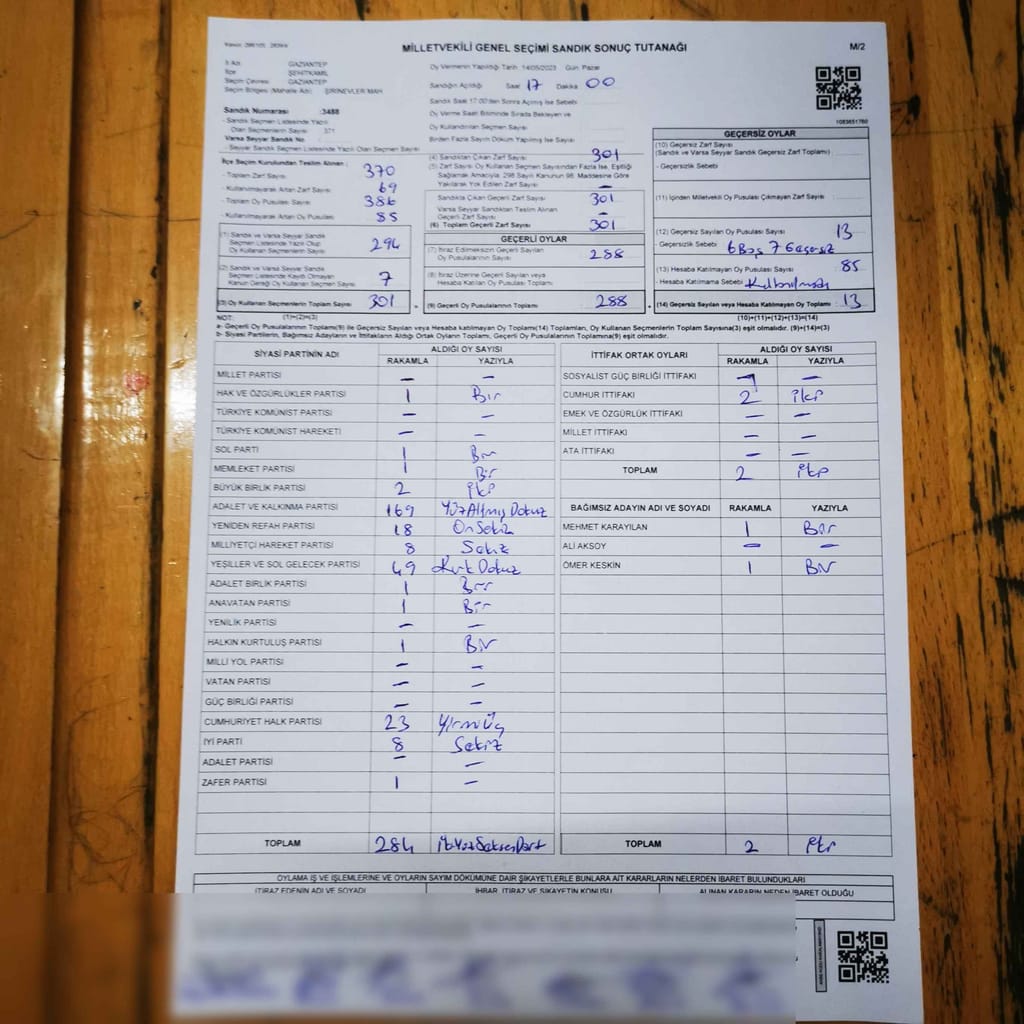 MİLLETVEKİLİ GENEL SEÇİMİ SANDIK SONUÇ TUTANAĞI
M/2
İl Adı GAZİANTEP
İlçe ŞEHİTKAMİL
Seçim Çevresi GAZİANTEP
Seçim Bölgesi (Mahalle Adı) ŞİRİNEVLER MAH
Oy Vermenin Yapıldığı Tarih 14/05/2023 Gün Pazar
Sandığın Açıldığı Saat 17 Dakika 00
Sandık Saat 17:00'den Sonra Açılmış İse Sebebi
Oy Verme Saati Bitiminde Sırada Bekleyen ve
Oy Kullandırılan Seçmen Sayısı
Birden Fazla Sayım Döküm Yapılmış İse Sayısı
1083651760
Sandık Numarası :3488
- Sandık Seçmen Listesinde Yazılı
Olan Seçmenlerin Sayısı 371
Varsa Seyyar Sandık No
- Seyyar Sandık Seçmen Listesinde Yazılı Olan Seçmen Sayısı
İlçe Seçim Kurulundan Teslim Alınan
- Toplam Zarf Sayısı 370
- Kullanılmayarak Artan Zarf Sayısı 69
- Toplam Oy Pusulası Sayısı 386
- Kullanılmayarak Artan Oy Pusulası 85
(1) Sandık ve Varsa Seyyar Sandık
Seçmen Listesinde Yazılı Olup
Oy Kullanan Seçmenlerin Sayısı 294
(2) Sandık ve Varsa Seyyar Sandık
Seçmen Listesinde Kayıtlı Olmayan
Kanun Gereği Oy Kullanan Seçmenlerin Sayısı 7
(3) Oy Kullanan Seçmenlerin Toplam Sayısı 301
(4) Sandıktan Çıkan Zarf Sayısı 301
(5) Zarf Sayısı Oy Kullanan Seçmen Sayısından Fazla İse, Eşitliği
Sağlamak Amacıyla, 298 Sayılı Kanunun 98. Maddesine Göre
Yakılarak Yok Edilen Zarf Sayısı —
Sandıkta Çıkan Geçerli Zarf Sayısı 301
Varsa Seyyar Sandıktan Teslim Alınan
Geçerli Zarf Sayısı —
(6) Toplam Geçerli Zarf Sayısı 301
GEÇERLİ OYLAR
(7) İtiraz Edilmeksizin Geçerli Sayılan
Oy Pusulalarının Sayısı 288
(8) İtiraz Üzerine Geçerli Sayılan veya
Hesaba Katılan Oy Pusulası Toplamı
(9) Geçerli Oy Pusulalarının Toplamı 288
GEÇERSİZ OYLAR
(10) Geçersiz Zarf Sayısı
(Sandık ve Varsa Seyyar Sandık Geçersiz Zarf Toplamı)
- Geçersizlik Sebebi
(11) İçinden Milletvekili Oy Pusulası Çıkmayan Zarf Sayısı
(12) Geçersiz Sayılan Oy Pusulası Sayısı 13
- Geçersizlik Sebebi 6 Boş 7 Geçersiz
(13) Hesaba Katılmayan Oy Pusulası Sayısı 85
- Hesaba Katılmama Sebebi
(14) Geçersiz Sayılan veya Hesaba Katılmayan Oy Toplamı 13
NOT: (1)+(2)=(3) (10)+(11)+(12)+(13)=(14)
a- Geçerli Oy Pusulalarının Toplamı(9) ile Geçersiz Sayılan veya Hesaba katılmayan Oy Toplamı(14) Toplamları, Oy Kullanan Seçmenlerin Toplam Sayısına(3) eşit olmalıdır. (9)+(14)=(3)
b- Siyasi Partilerin, Bağımsız Adayların ve İttifakların Aldığı Ortak Oyların Toplamı, Geçerli Oy Pusulalarının Toplamına(9) eşit olmalıdır.
SİYASİ PARTİNİN ADI ALDIĞI OY SAYISI
RAKAMLA YAZIYLA
MİLLET PARTİSİ — —
HAK VE ÖZGÜRLÜKLER PARTİSİ 1 Bir
TÜRKİYE KOMÜNİST PARTİSİ — —
TÜRKİYE KOMÜNİST HAREKETİ — —
SOL PARTİ 1 Bir
MEMLEKET PARTİSİ 1 Bir
BÜYÜK BİRLİK PARTİSİ 2 iki
ADALET VE KALKINMA PARTİSİ 169 YüzAltmış Dokuz
YENİDEN REFAH PARTİSİ 18 On Sekiz
MİLLİYETÇİ HAREKET PARTİSİ 8 Sekiz
YEŞİLLER VE SOL GELECEK PARTİSİ 49 Kırk Dokuz
ADALET BİRLİK PARTİSİ 1 Bir
ANAVATAN PARTİSİ 1 Bir
YENİLİK PARTİSİ — —
HALKIN KURTULUŞ PARTİSİ 1 Bir
MİLLİ YOL PARTİSİ — —
VATAN PARTİSİ — —
GÜÇ BİRLİĞİ PARTİSİ — —
CUMHURİYET HALK PARTİSİ 23 Yirmi Üç
İYİ PARTİ 8 Sekiz
ADALET PARTİSİ — —
ZAFER PARTİSİ 1 —
TOPLAM 284 ikiYüzSeksenDört
İTTİFAK ORTAK OYLARI ALDIĞI OY SAYISI
RAKAMLA YAZIYLA
SOSYALİST GÜÇ BİRLİĞİ İTTİFAKI — —
CUMHUR İTTİFAKI 2 iki
EMEK VE ÖZGÜRLÜK İTTİFAKI — —
MİLLET İTTİFAKI — —
ATA İTTİFAKI — —
TOPLAM 2 iki
BAĞIMSIZ ADAYIN ADI VE SOYADI RAKAMLA YAZIYLA
MEHMET KARAYILAN 1 Bir
ALİ AKSOY — —
ÖMER KESKİN 1 Bir
TOPLAM 2 iki
OYLAMA İŞ VE İŞLEMLERİNE VE OYLARIN SAYIM DÖKÜMÜNE DAİR ŞİKAYETLERLE BUNLARA AİT KARARLARIN NELERDEN İBARET BULUNDUKLARI
İTİRAZ EDENİN ADI VE SOYADI İHBAR, İTİRAZ VE ŞİKAYETİN KONUSU ALINAN KARARIN NEDEN İBARET OLDUĞU